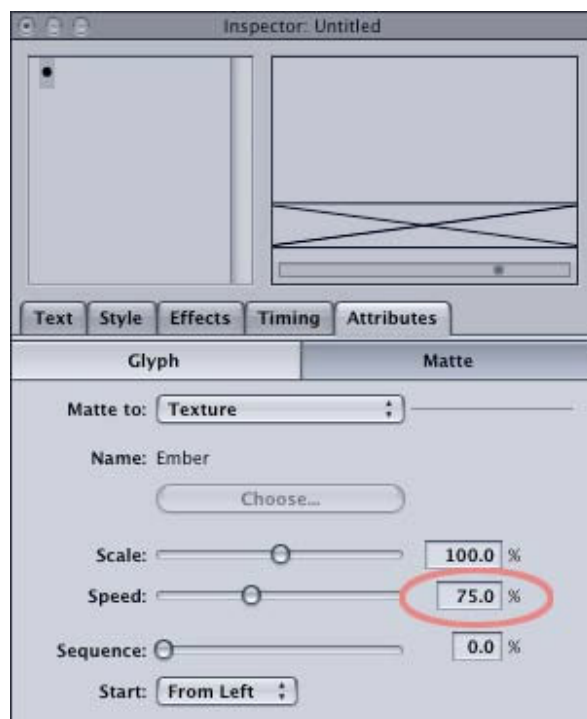 Inspector: Untitled
Text Style Effects Timing Attributes
Glyph Matte
Matte to: Texture
Name: Ember
Choose...
Scale: 100.0 %
Speed: 75.0 %
Sequence: 0.0 %
Start: From Left